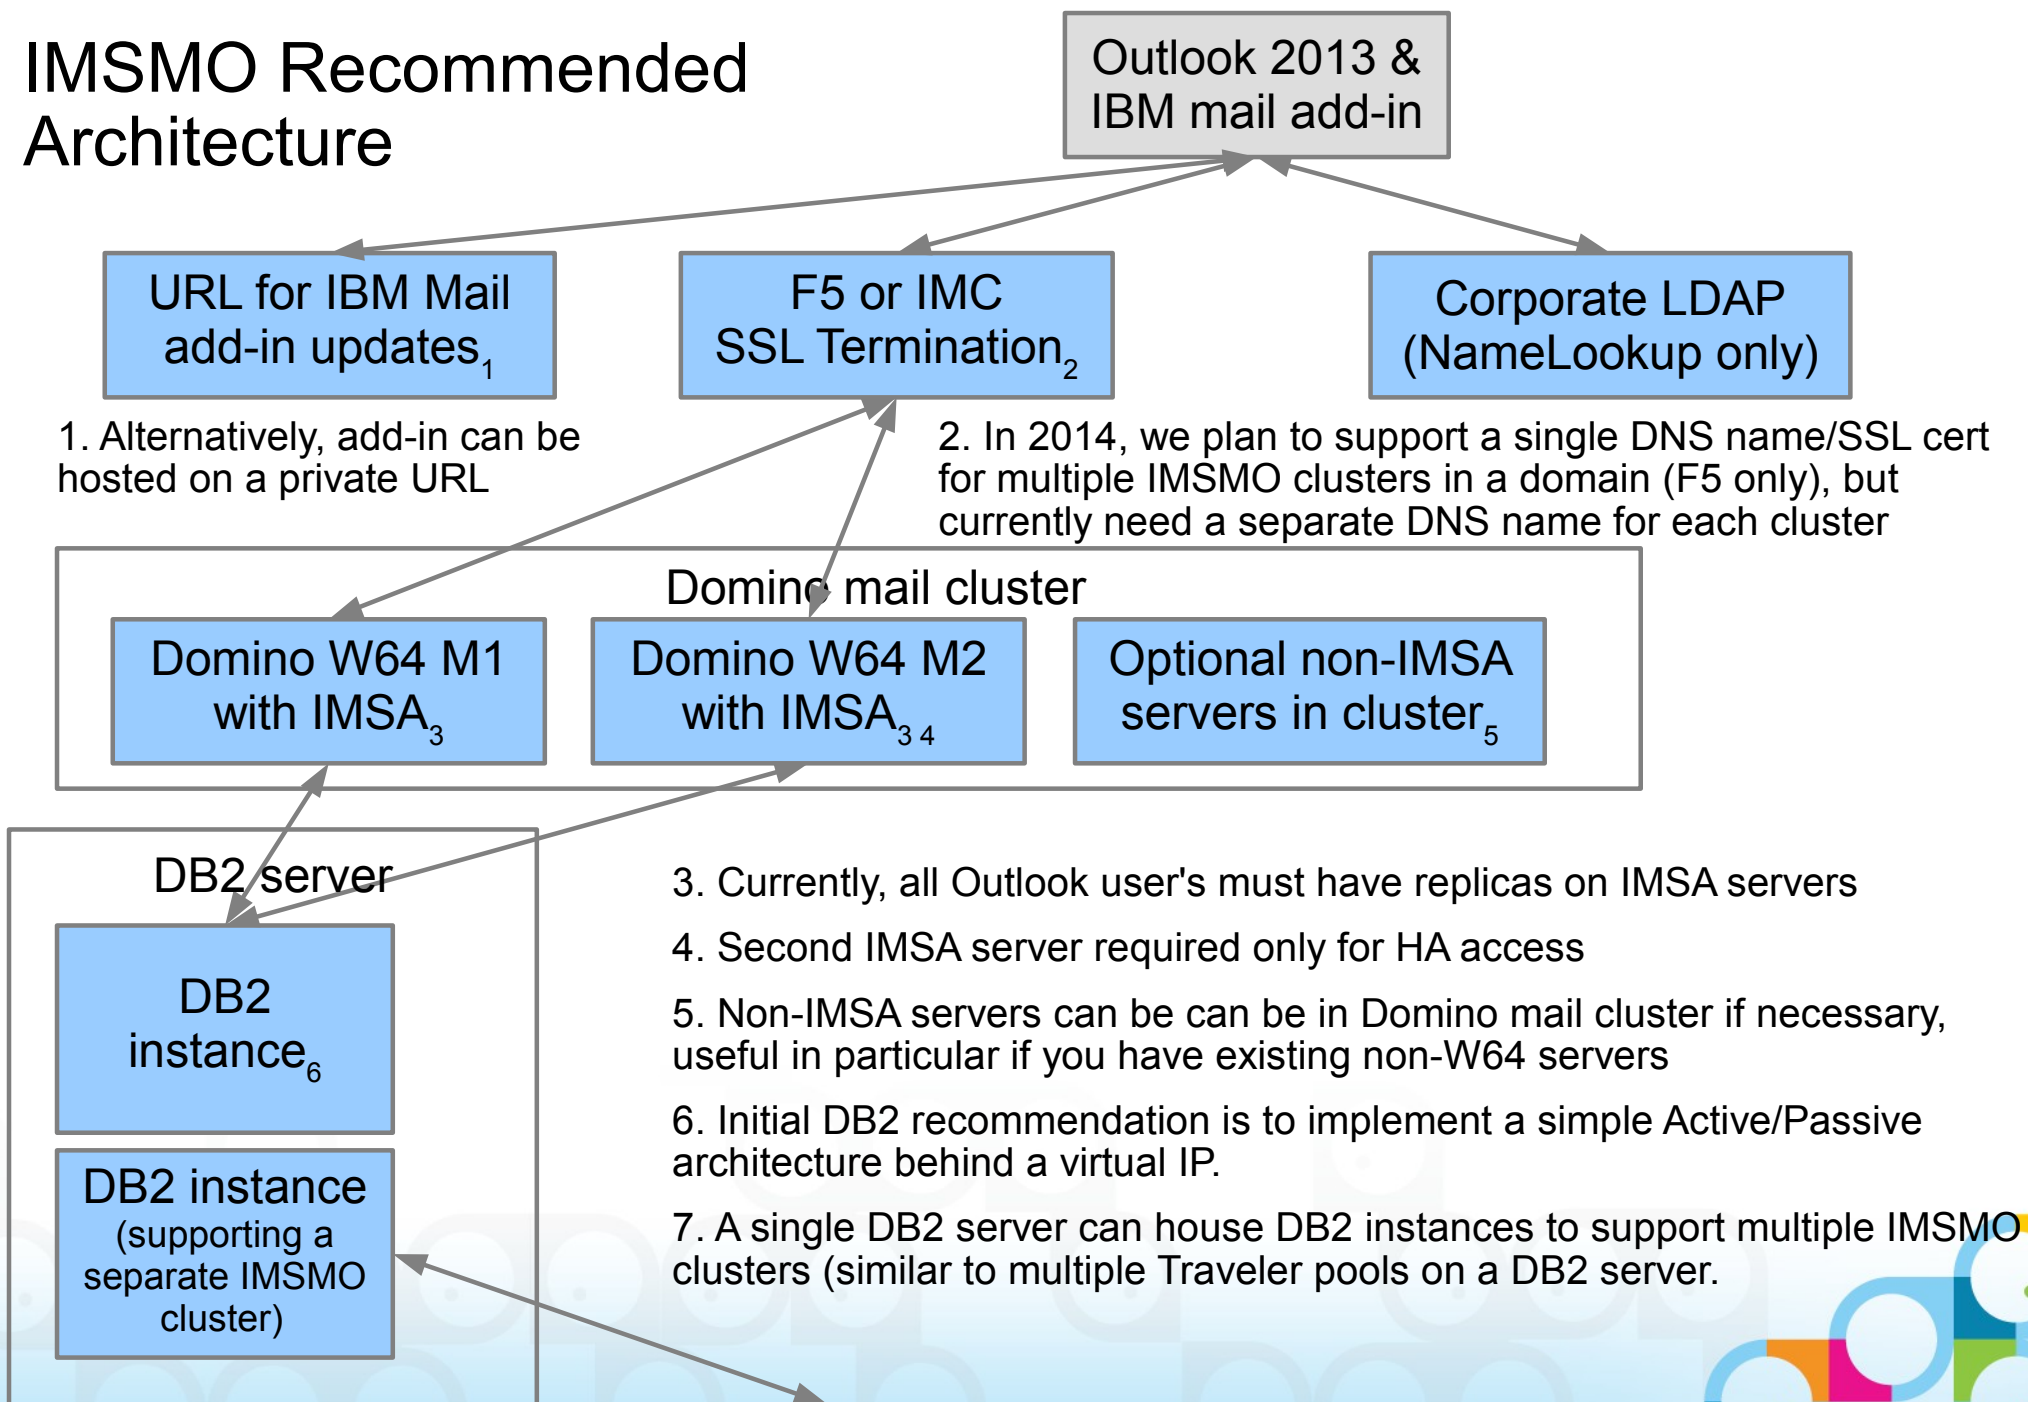 IMSMO Recommended
Architecture
Outlook 2013 &
IBM mail add-in
URL for IBM Mail
add-in updates1
F5 or IMC
SSL Termination2
Corporate LDAP
(NameLookup only)
1. Alternatively, add-in can be
hosted on a private URL
2. In 2014, we plan to support a single DNS name/SSL cert
for multiple IMSMO clusters in a domain (F5 only), but
currently need a separate DNS name for each cluster
Domino mail cluster
Domino W64 M1
with IMSA3
Domino W64 M2
with IMSA3 4
Optional non-IMSA
servers in cluster5
DB2 server
DB2
instance6
DB2 instance
(supporting a
separate IMSMO
cluster)
3. Currently, all Outlook user's must have replicas on IMSA servers
4. Second IMSA server required only for HA access
5. Non-IMSA servers can be can be in Domino mail cluster if necessary,
useful in particular if you have existing non-W64 servers
6. Initial DB2 recommendation is to implement a simple Active/Passive
architecture behind a virtual IP.
7. A single DB2 server can house DB2 instances to support multiple IMSMO
clusters (similar to multiple Traveler pools on a DB2 server.